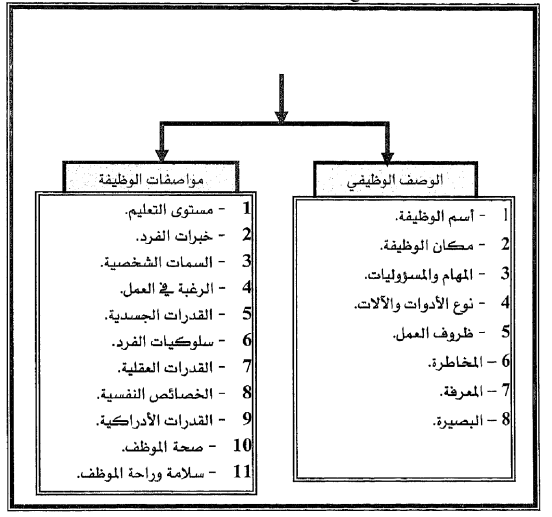 الوصف الوظيفي
1 - أسم الوظيفة.
2 - مكان الوظيفة.
3 - المهام والمسؤوليات.
4 - نوع الأدوات والآلات.
5 - ظروف العمل.
6 – المخاطرة.
7 – المعرفة.
8 – البصيرة.
مواصفات الوظيفة
1 - مستوى التعليم.
2 - خبرات الفرد.
3 - السمات الشخصية.
4 - الرغبة في العمل.
5 - القدرات الجسدية.
6 - سلوكيات الفرد.
7 - القدرات العقلية.
8 - الخصائص النفسية.
9 - القدرات الأدراكية.
10 - صحة الموظف.
11 - سلامة وراحة الموظف.